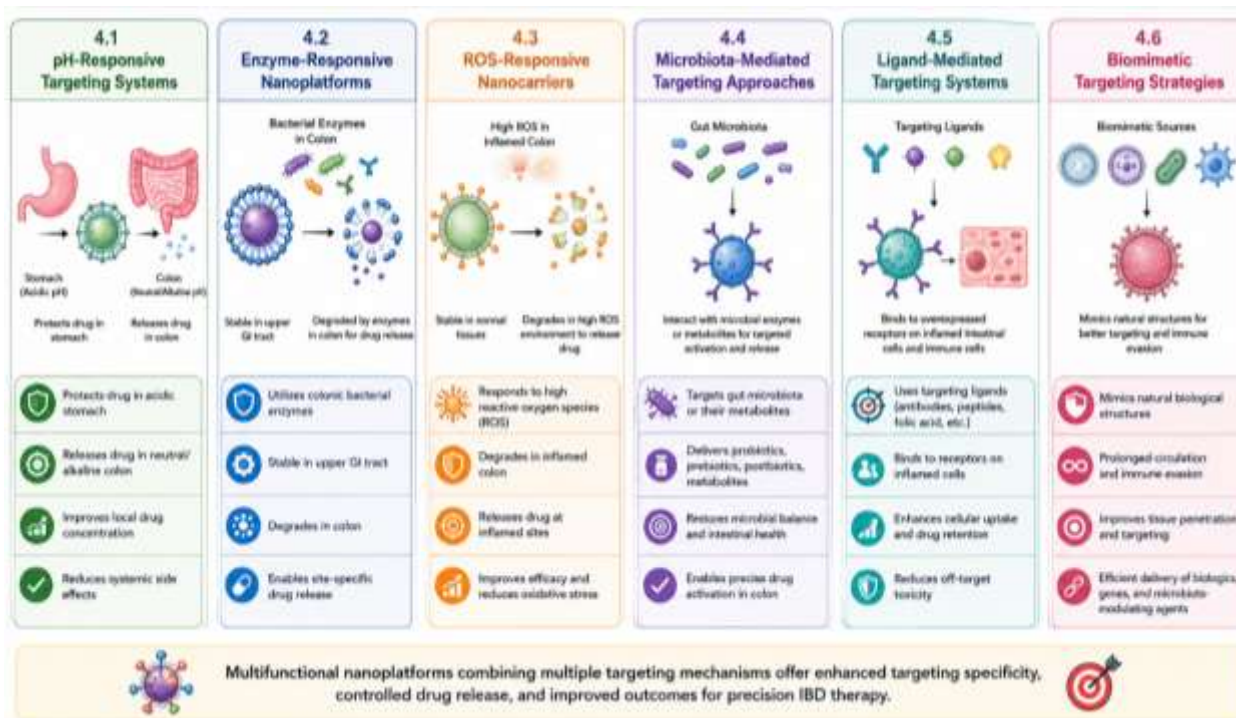 4.1
pH-Responsive
Targeting Systems
Stomach
(Acidic pH)
Colon
(Neutral/Alkaline pH)
Protects drug in
stomach
Releases drug
in colon
Protects drug in acidic
stomach
Releases drug in neutral/
alkaline colon
Improves local drug
concentration
Reduces systemic side
effects
4.2
Enzyme-Responsive
Nanoplatforms
Bacterial Enzymes
in Colon
Stable in upper
GI tract
Degraded by enzymes
in colon for drug release
Utilizes colonic bacterial
enzymes
Stable in upper GI tract
Degrades in colon
Enables site-specific
drug release
4.3
ROS-Responsive
Nanocarriers
High ROS in
Inflamed Colon
Stable in normal
tissues
Degrades in high ROS
environment to release
drug
Responds to high
reactive oxygen species
(ROS)
Degrades in inflamed
colon
Releases drug at
inflamed sites
Improves efficacy and
reduces oxidative stress
4.4
Microbiota-Mediated
Targeting Approaches
Gut Microbiota
Interact with microbial enzymes
or metabolites for targeted
activation and release
Targets gut microbiota
or their metabolites
Delivers probiotics,
prebiotics, postbiotics,
metabolites
Restores microbial balance
and intestinal health
Enables precise drug
activation in colon
4.5
Ligand-Mediated
Targeting Systems
Targeting Ligands
Binds to overexpressed
receptors on inflamed intestinal
cells and immune cells
Uses targeting ligands
(antibodies, peptides,
folic acid, etc.)
Binds to receptors on
inflamed cells
Enhances cellular uptake
and drug retention
Reduces off-target
toxicity
4.6
Biomimetic
Targeting Strategies
Biomimetic Sources
Mimics natural structures for
better targeting and immune
evasion
Mimics natural biological
structures
Prolonged circulation
and immune evasion
Improves tissue penetration
and targeting
Efficient delivery of biologics,
genes, and microbiota-
modulating agents
Multifunctional nanoplatforms combining multiple targeting mechanisms offer enhanced targeting specificity,
controlled drug release, and improved outcomes for precision IBD therapy.